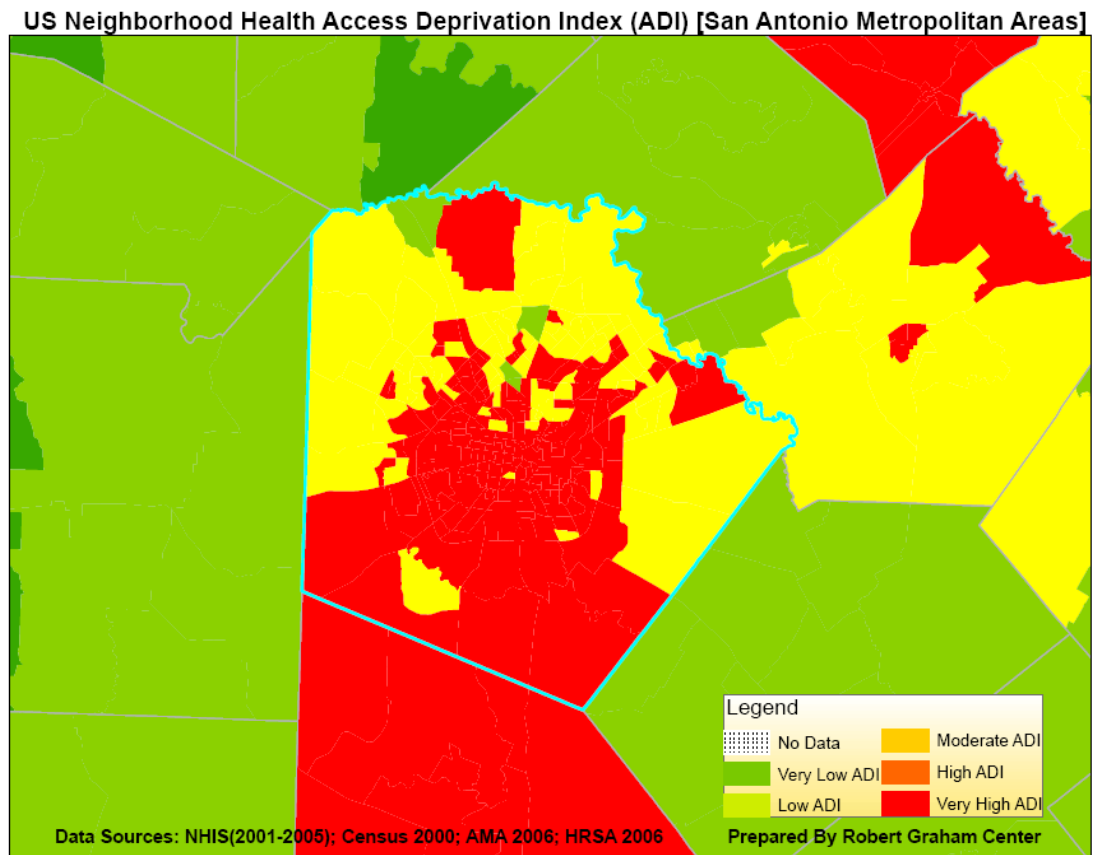 US Neighborhood Health Access Deprivation Index (ADI) [San Antonio Metropolitan Areas]
Legend
No Data
Moderate ADI
Very Low ADI
High ADI
Low ADI
Very High ADI
Data Sources: NHIS(2001-2005); Census 2000; AMA 2006; HRSA 2006
Prepared By Robert Graham Center